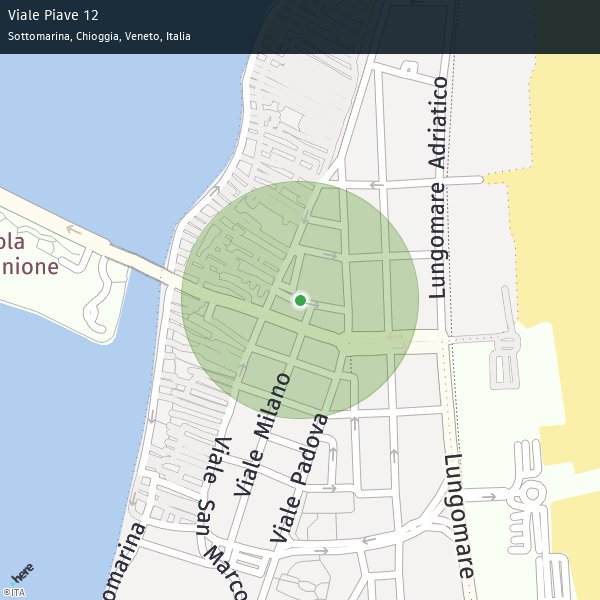 Viale Piave 12
Sottomarina, Chioggia, Veneto, Italia
Lungomare Adriatico
ola
nione
Viale Milano
Viale Padova
Viale San Marco
Lungomare
omarina
here
©ITA